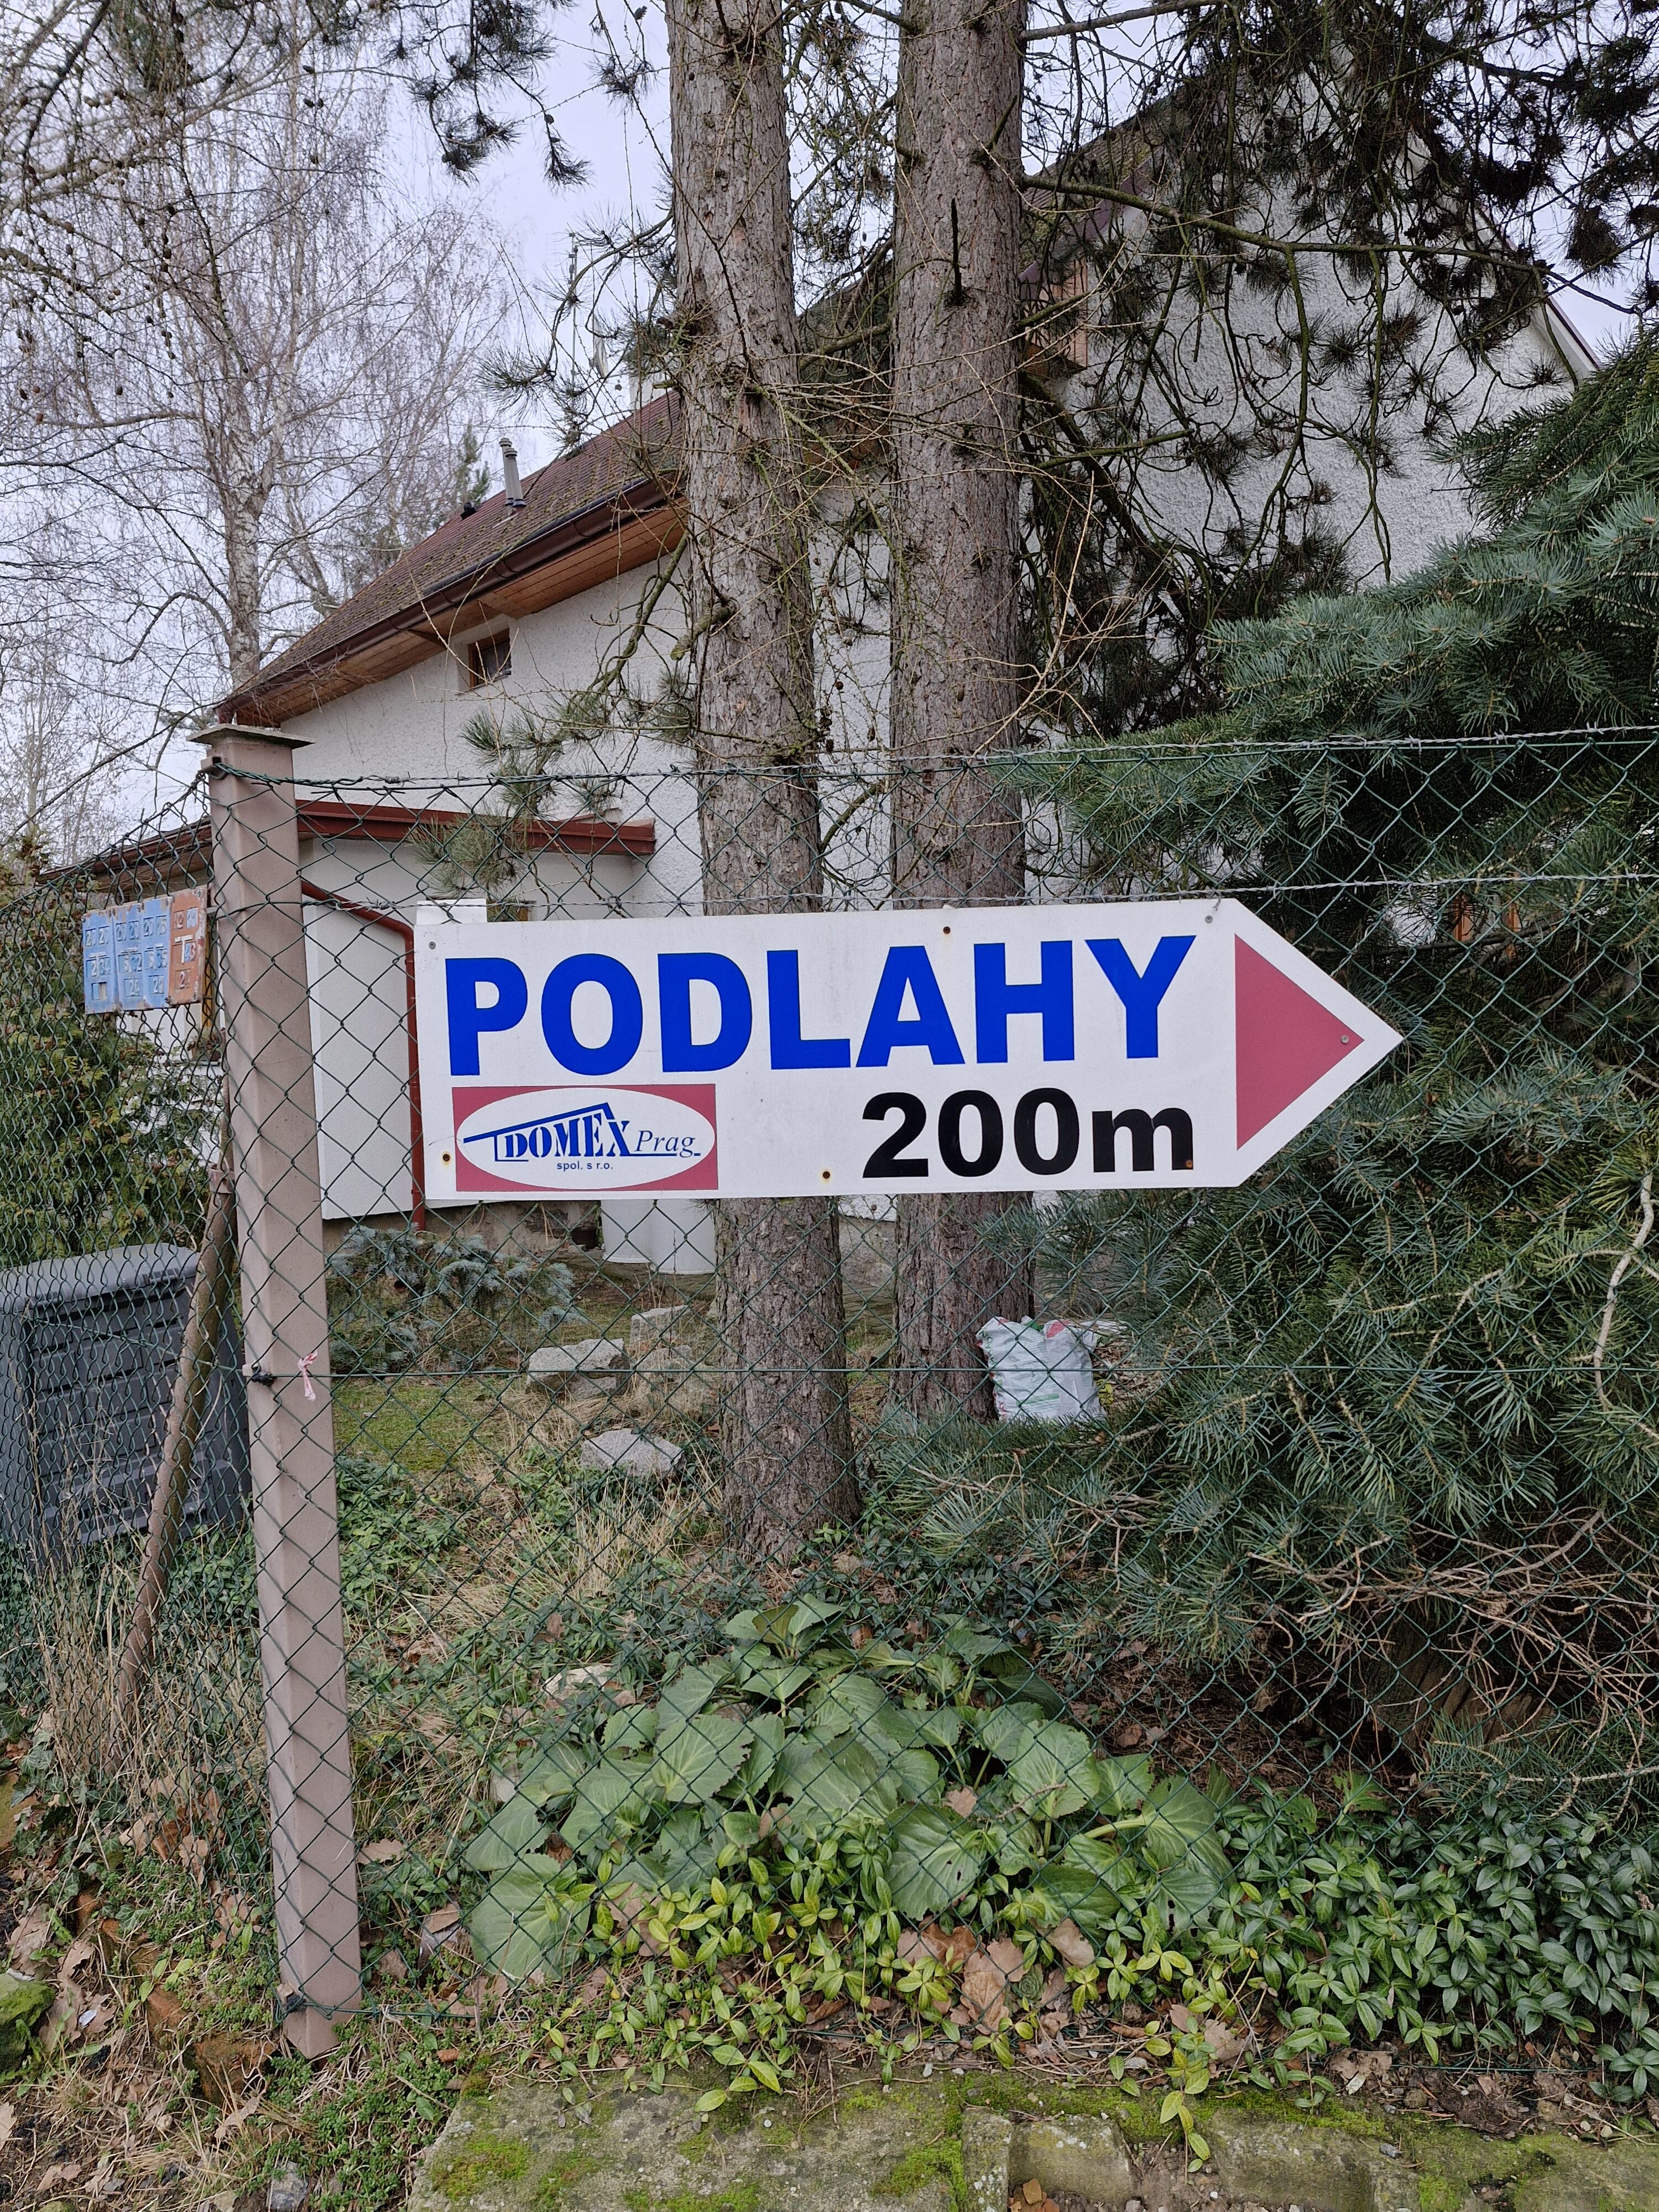 PODLAHY
DOMEX Prag
spol. s r.o.
200m